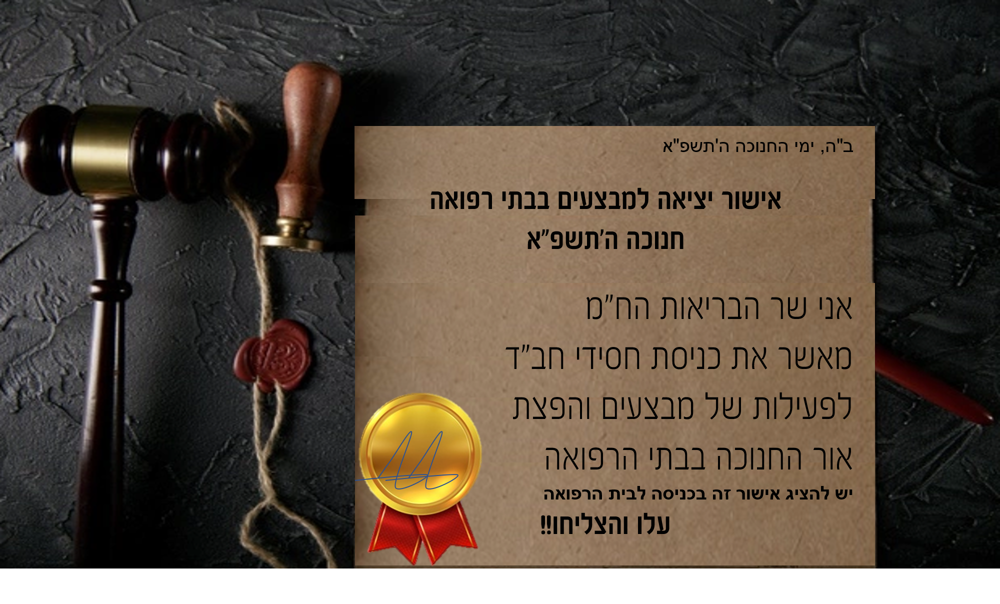 ב"ה, ימי החנוכה ה'תשפ"א
אישור יציאה למבצעים בבתי רפואה
חנוכה ה'תשפ"א
אני שר הבריאות הח"מ
מאשר את כניסת חסידי חב"ד
לפעילות של מבצעים והפצת
אור החנוכה בבתי הרפואה
יש להציג אישור זה בכניסה לבית הרפואה
עלו והצליחו!!